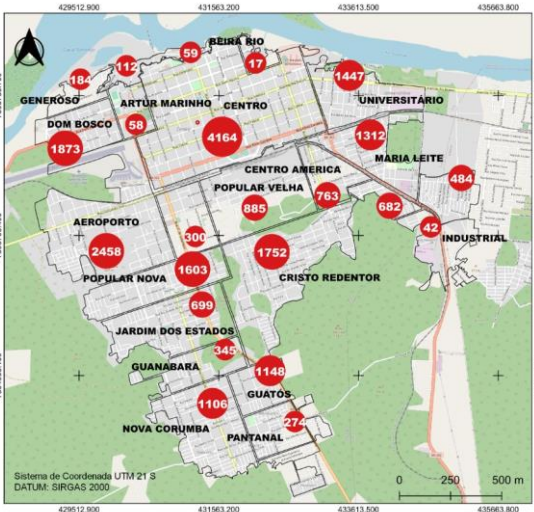 429512.900 431563.200 433613.500 435663.800
BEIRA RIO
59
17
112
1447
184
GENEROSO
ARTUR MARINHO
CENTRO
UNIVERSITÁRIO
DOM BOSCO
58
4164
1312
1873
MARIA LEITE
CENTRO AMERICA
484
POPULAR VELHA
763
885
682
AEROPORTO
42
300
INDUSTRIAL
2458
1752
1603
POPULAR NOVA
CRISTO REDENTOR
699
JARDIM DOS ESTADOS
345
GUANABARA
1148
GUATÓS
1106
274
NOVA CORUMBA
PANTANAL
Sistema de Coordenada UTM 21 S
DATUM: SIRGAS 2000
0 250 500 m
429512.900 431563.200 433613.500 435663.800